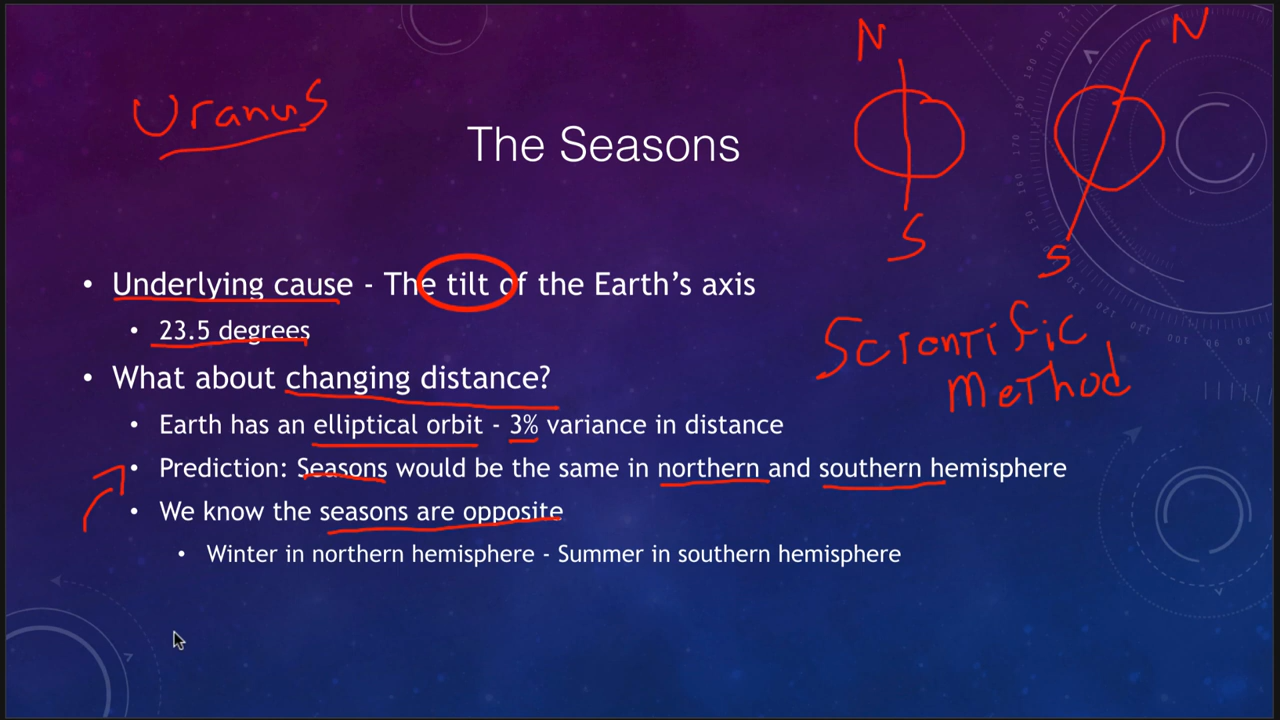 Uranus
The Seasons
N
N
S
S
• Underlying cause - The tilt of the Earth's axis
• 23.5 degrees
• What about changing distance?
• Earth has an elliptical orbit - 3% variance in distance
• Prediction: Seasons would be the same in northern and southern hemisphere
• We know the seasons are opposite
• Winter in northern hemisphere - Summer in southern hemisphere
Scientific
Method